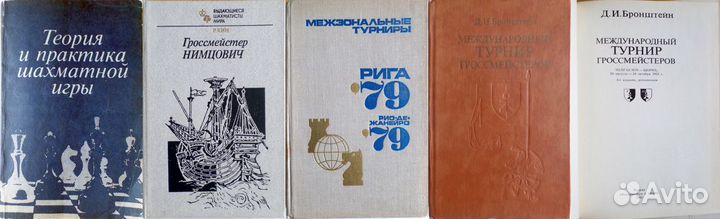 Теория
и практика
шахматной
игры
ВЫДАЮЩИЕСЯ
ШАХМАТИСТЫ
МИРА
Р.КИН
Гроссмейстер
НИМЦОВИЧ
МЕЖЗОНАЛЬНЫЕ
ТУРНИРЫ
РИГА
79
РИО-ДЕ-
ЖАНЕЙРО
79
Д.И.Бронштейн
МЕЖДУНАРОДНЫЙ
ТУРНИР
ГРОССМЕЙСТЕРОВ
Д.И.Бронштейн
МЕЖДУНАРОДНЫЙ
ТУРНИР
ГРОССМЕЙСТЕРОВ
Avito